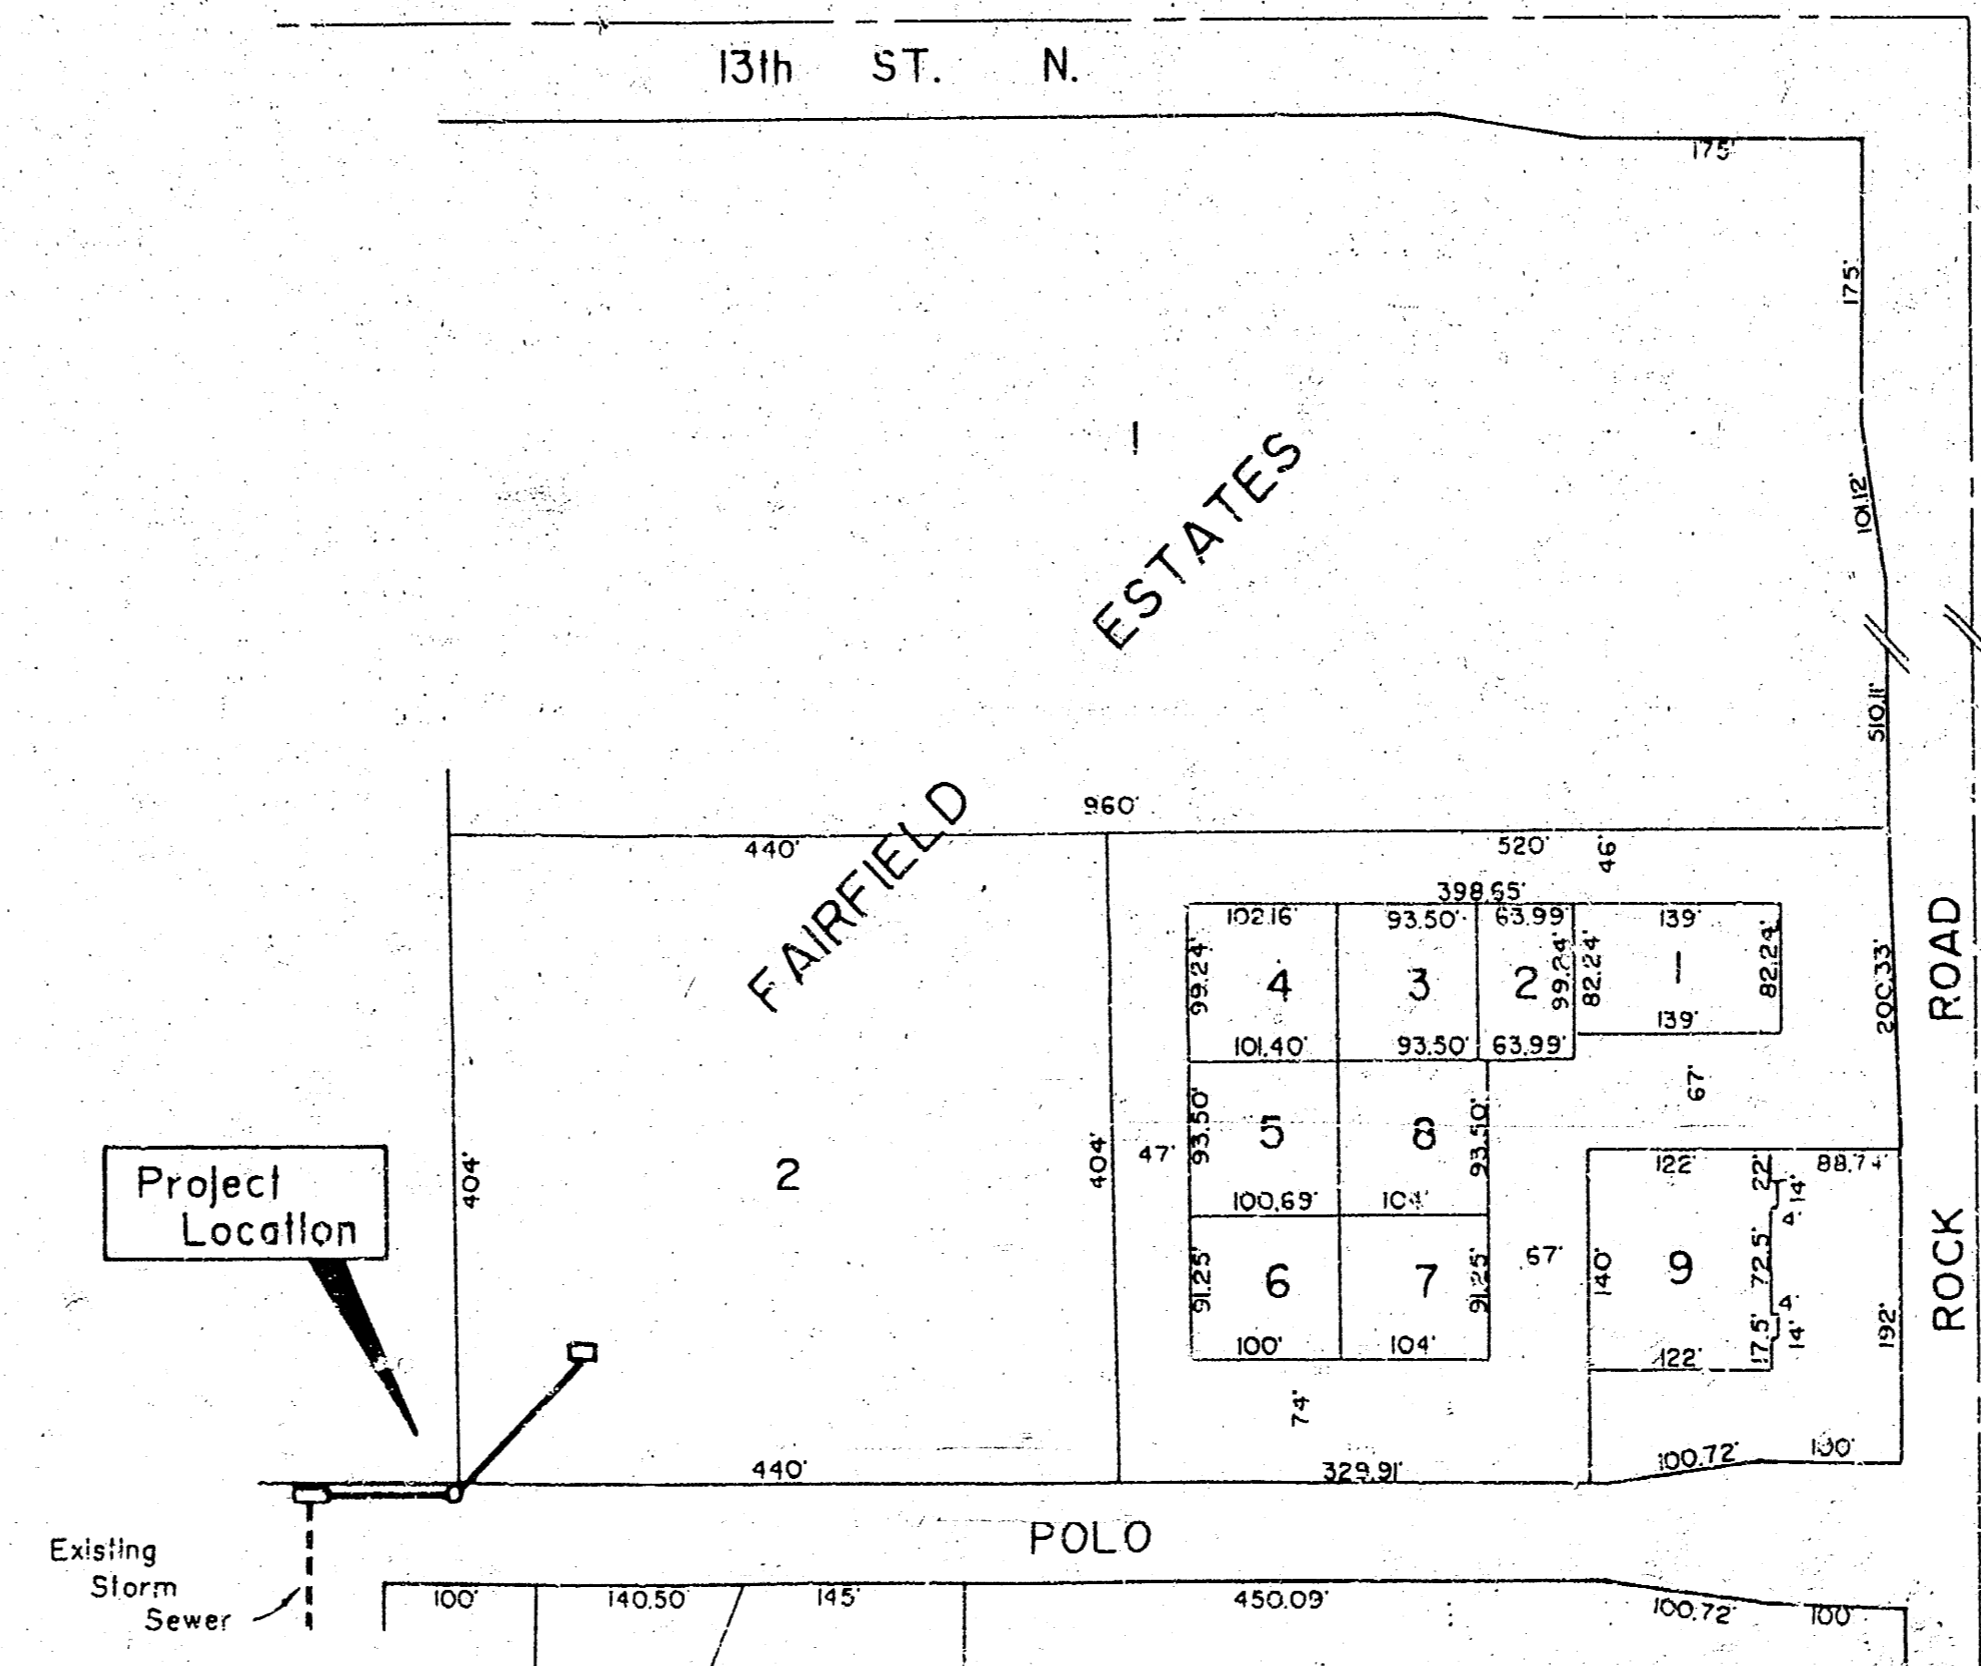 13th ST. N.
175'
175'
1
101.12'
ESTATES
510.11'
960'
440'
520'
46'
FAIRFIELD
398.65'
102.16' 93.50' 63.99' 139'
99.24' 4 3 2 99.24' 82.24' 1 82.24'
200.33'
ROAD
139'
101.40' 93.50' 63.99'
67'
404'
2
404'
47'
93.50' 5 8 93.50'
100.69' 104'
122' 22' 88.74'
14'
4'
Project
Location
91.25' 6 7 91.25'
67'
140' 9 72.5'
4'
17.5' 14'
192'
ROCK
100' 104'
122'
74'
440'
329.91'
100.72' 100'
POLO
Existing
Storm
Sewer
100' 140.50' 145' 450.09' 100.72' 100'